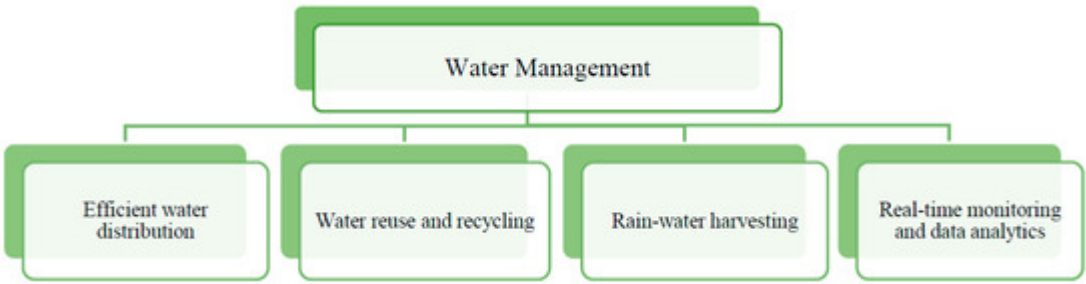 Water Management
Efficient water
distribution
Water reuse and recycling
Rain-water harvesting
Real-time monitoring
and data analytics